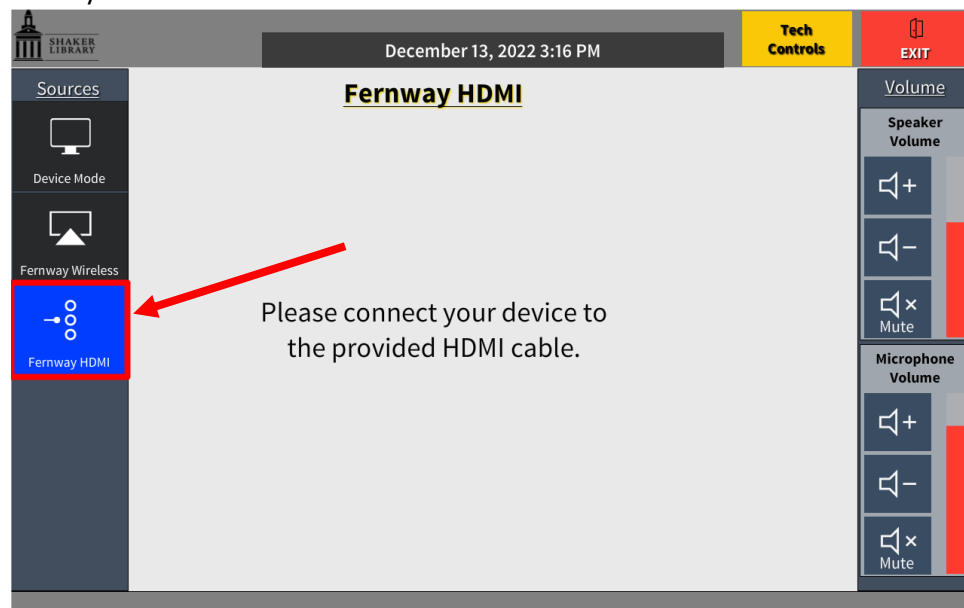 SHAKER
LIBRARY
December 13, 2022 3:16 PM
Tech
Controls
EXIT
Sources
Device Mode
Fernway Wireless
Fernway HDMI
Fernway HDMI
Please connect your device to
the provided HDMI cable.
Volume
Speaker
Volume
+
-
×
Mute
Microphone
Volume
+
-
×
Mute